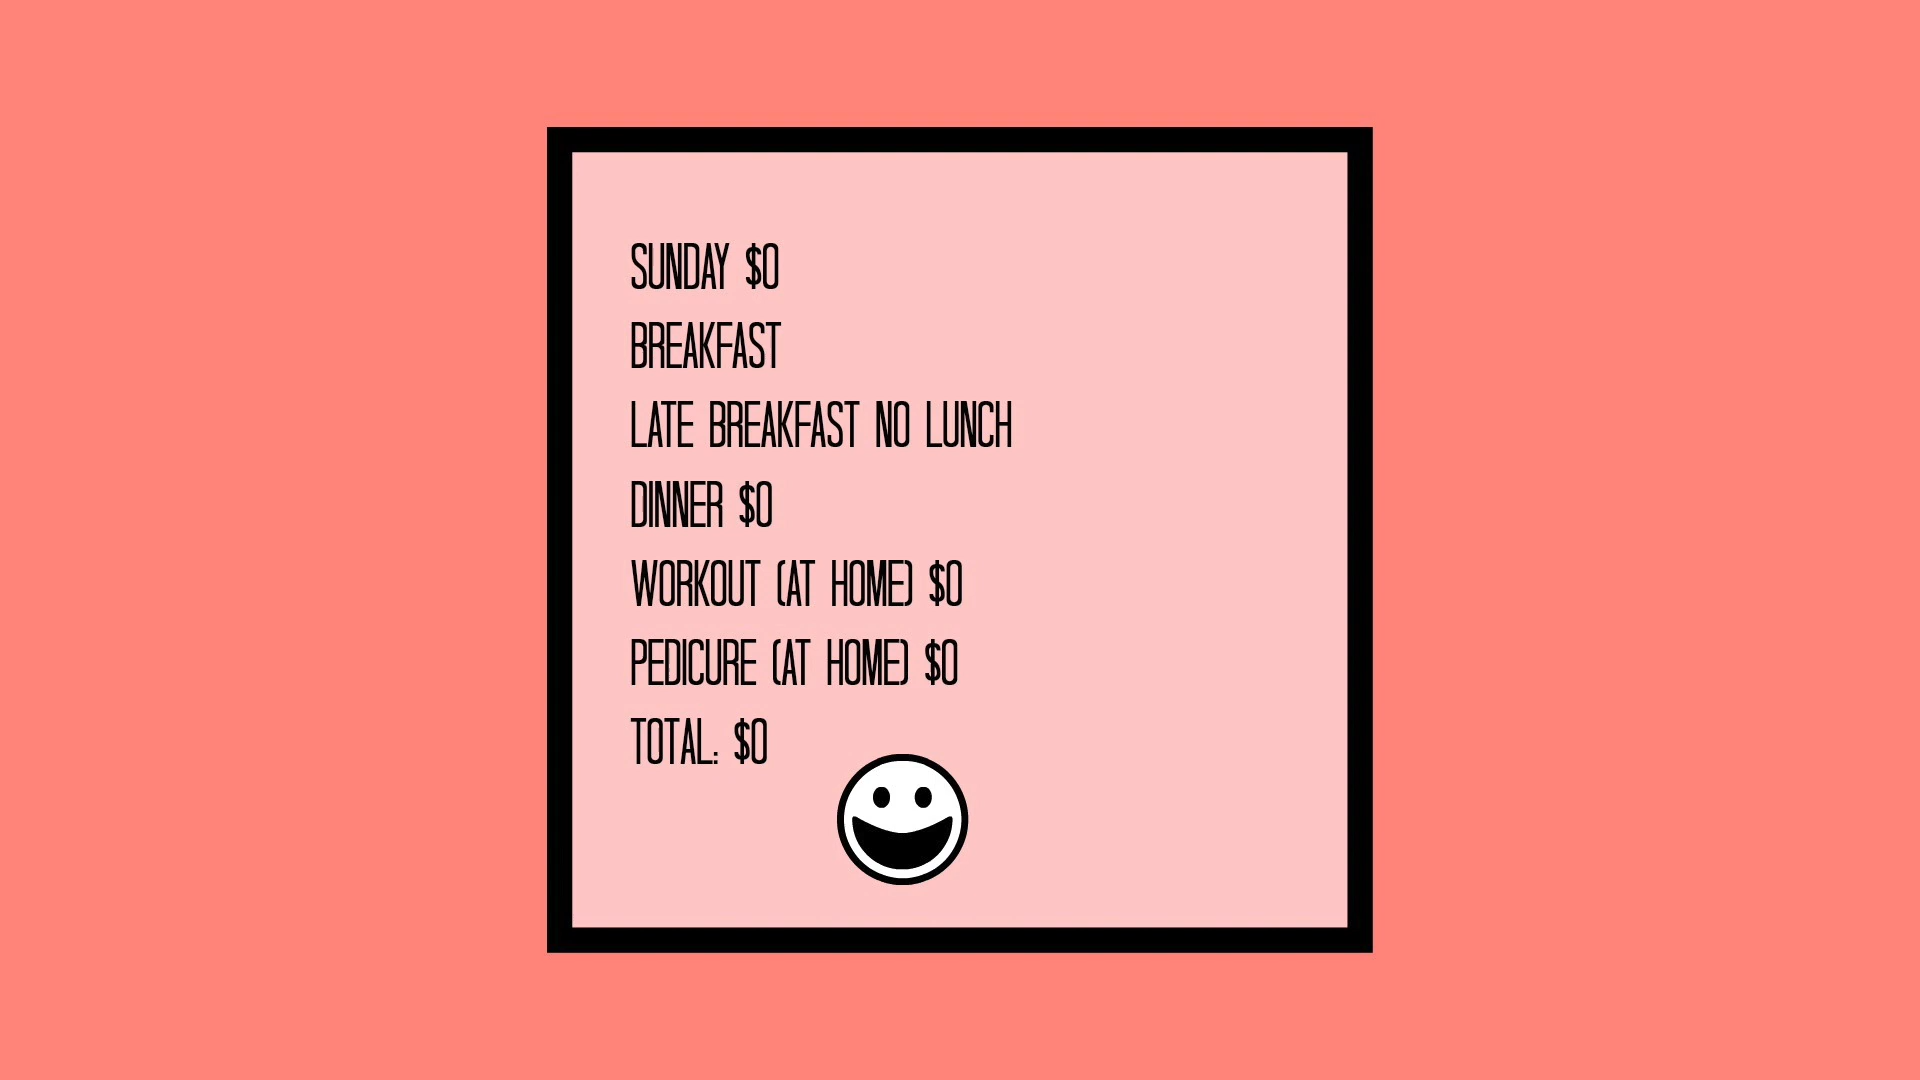 SUNDAY $0
BREAKFAST
LATE BREAKFAST NO LUNCH
DINNER $0
WORKOUT (AT HOME) $0
PEDICURE (AT HOME) $0
TOTAL: $0